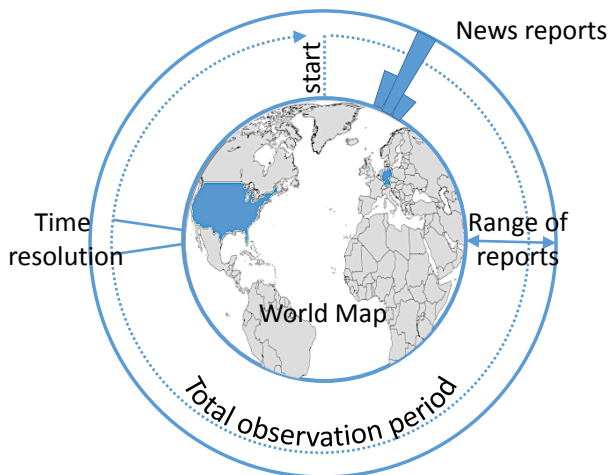 News reports
start
Time
resolution
Range of
reports
World Map
Total observation period